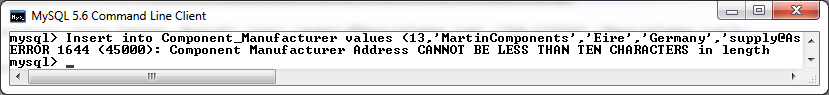 MySQL 5.6 Command Line Client
mysql> Insert into Component_Manufacturer values (13,'MartinComponents','Eire','Germany','supply@As
ERROR 1644 (45000): Component Manufacturer Address CANNOT BE LESS THAN TEN CHARACTERS in length
mysql> _